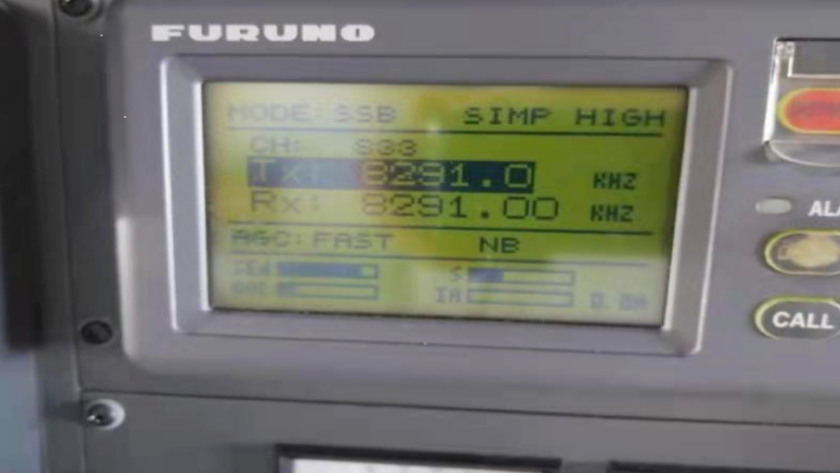 FURUNO
MODE: SSB SIMP HIGH
CH: 833
Tx: 8291.0 KHZ
Rx: 8291.00 KHZ
AGC: FAST NB
S
IA
CALL